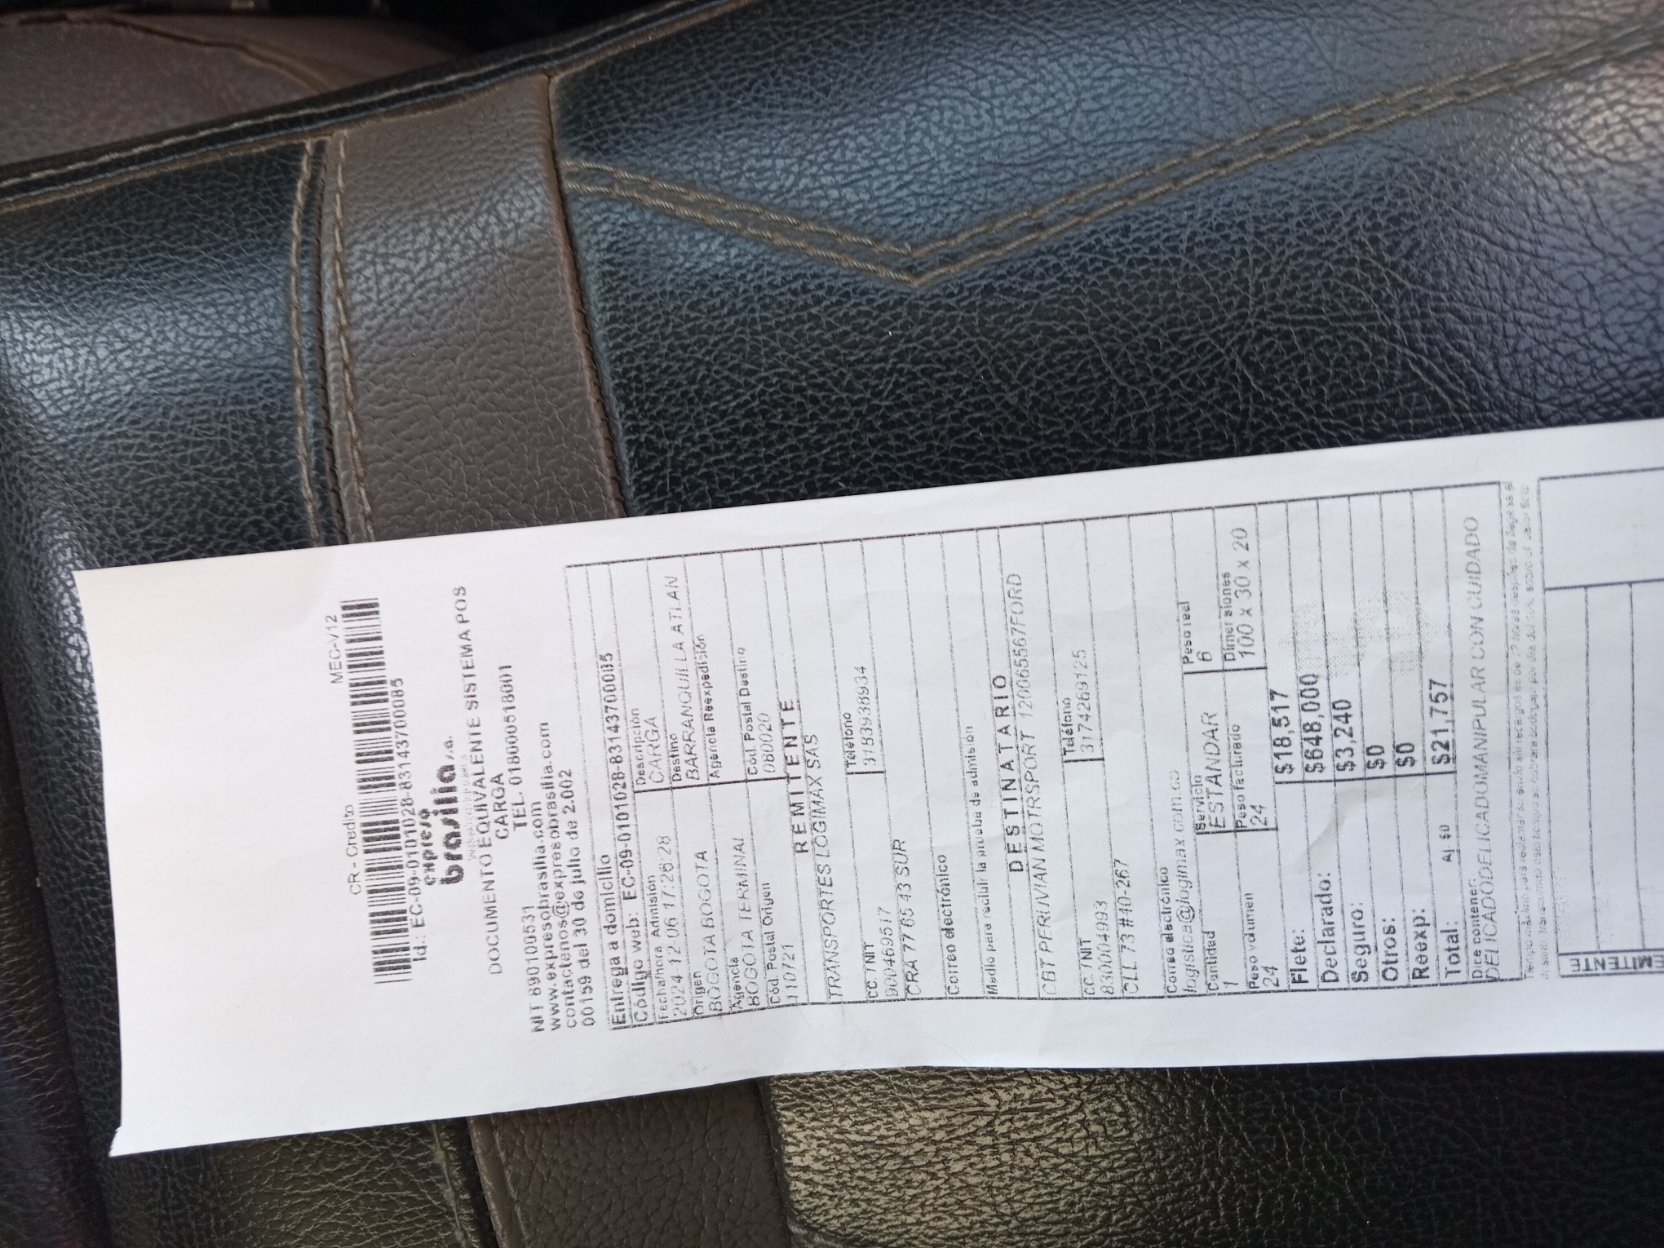 CR - Credito
MEC-V12
Id.: EC-09-0101028-83143700085
expreso
brasilia s.a.
DOCUMENTO EQUIVALENTE SISTEMA POS
CARGA
TEL. 018000518001
NIT 890100531
www.expresobrasilia.com
contactenos@expresobrasilia.com
00159 del 30 de julio de 2.002
Entrega a domicilio
Código web: EC-09-0101028-83143700085
Fecha/hora Admisión Descripción
2024 12 06 17:26:28 CARGA
Origen Destino
BOGOTA BOGOTA BARRANQUILLA ATLAN
Agencia Agencia Reexpedición
BOGOTA TERMINAL
Cód Postal Origen Cód Postal Destino
110721 080020
REMITENTE
TRANSPORTES LOGIMAX SAS
CC / NIT Teléfono
900469517 3183938934
CRA 77 65 43 SUR
Correo electrónico
Medio para recibir la prueba de admisión
DESTINATARIO
CBT PERUVIAN MOTRSPORT 120065567FORD
CC / NIT Teléfono
830004993 3174269125
CLL 73 # 40-267
Correo electrónico
logistica@logimax.com.co
Cantidad Servicio Peso real
1 ESTANDAR 6
Peso volumen Peso facturado Dimensiones
24 24 100 x 30 x 20
Flete: $18,517
Declarado: $648,000
Seguro: $3,240
Otros: $0
Reexp: $0
Total: Aj $0 $21,757
Dice contener:
DELICADODELICADOMANIPULAR CON CUIDADO